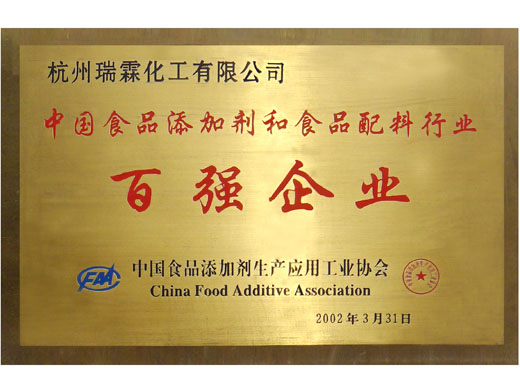 杭州瑞霖化工有限公司
中国食品添加剂和食品配料行业
百强企业
FAA
中国食品添加剂生产应用工业协会
China Food Additive Association
2002年3月31日